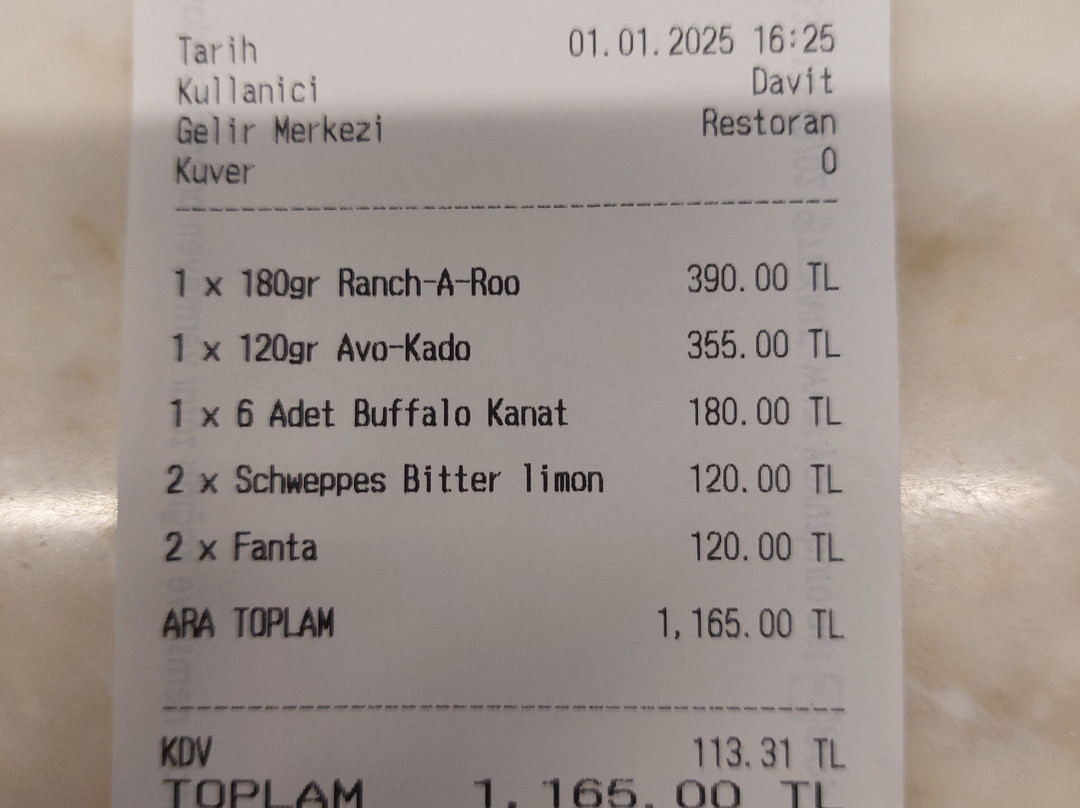 Tarih 01.01.2025 16:25
Kullanici Davit
Gelir Merkezi Restoran
Kuver 0
1 x 180gr Ranch-A-Roo 390.00 TL
1 x 120gr Avo-Kado 355.00 TL
1 x 6 Adet Buffalo Kanat 180.00 TL
2 x Schweppes Bitter limon 120.00 TL
2 x Fanta 120.00 TL
ARA TOPLAM 1,165.00 TL
KDV 113.31 TL
TOPLAM 1,165.00 TL